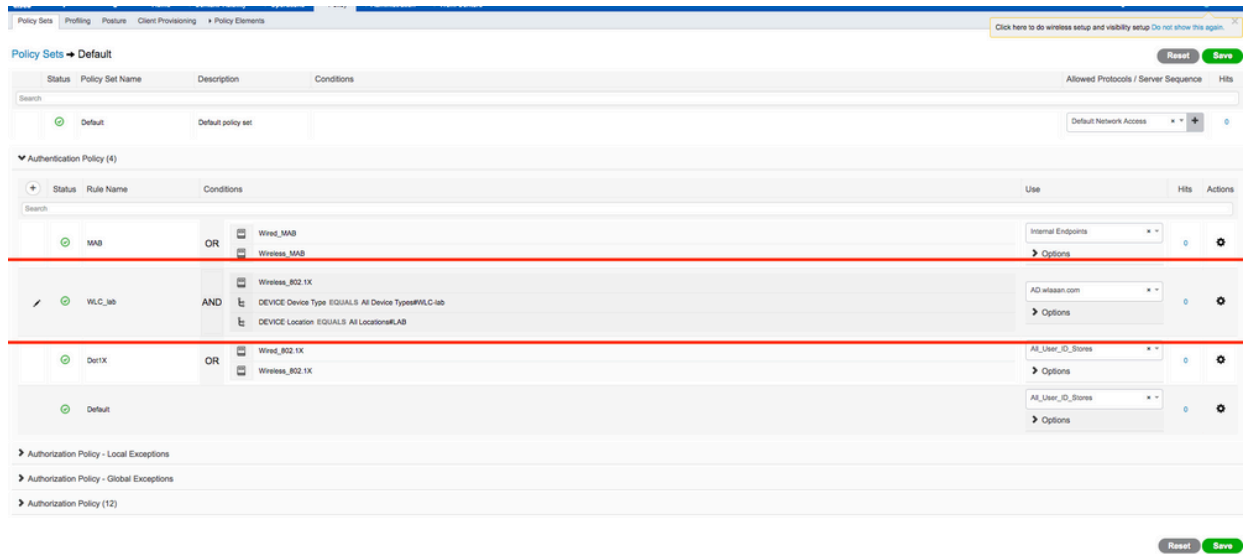 Policy Sets Profiling Posture Client Provisioning Policy Elements
Click here to do wireless setup and visibility setup Do not show this again.
Policy Sets → Default
Reset Save
Status Policy Set Name Description Conditions Allowed Protocols / Server Sequence Hits
Search
Default Default policy set Default Network Access 0
Authentication Policy (4)
Status Rule Name Conditions Use Hits Actions
Search
MAB OR Wired_MAB Internal Endpoints 0
Wireless_MAB Options
WLC_lab AND Wireless_802.1X AD.wlaaan.com 0
DEVICE Device Type EQUALS All Device Types#WLC-lab Options
DEVICE Location EQUALS All Locations#LAB
Dot1X OR Wired_802.1X All_User_ID_Stores 0
Wireless_802.1X Options
Default All_User_ID_Stores 0
Options
Authorization Policy - Local Exceptions
Authorization Policy - Global Exceptions
Authorization Policy (12)
Reset Save